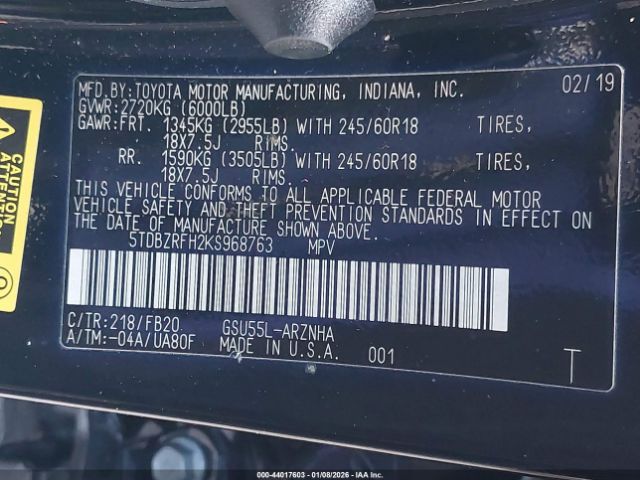 MFD. BY: TOYOTA MOTOR MANUFACTURING, INDIANA, INC. 02/19
GVWR: 2720KG (6000LB)
GAWR: FRT. 1345KG (2955LB) WITH 245/60R18 TIRES,
18X7.5J RIMS.
RR. 1590KG (3505LB) WITH 245/60R18 TIRES,
18X7.5J RIMS.
THIS VEHICLE CONFORMS TO ALL APPLICABLE FEDERAL MOTOR
VEHICLE SAFETY AND THEFT PREVENTION STANDARDS IN EFFECT ON
THE DATE OF MANUFACTURE SHOWN ABOVE.
5TDBZRFH2KS968763 MPV
C/TR: 218/FB20 GSU55L-ARZNHA
A/TM: -04A/UA80F MADE IN U.S.A. 001 T
CAUTION
000-44017603 - 01/08/2026 - IAA Inc.